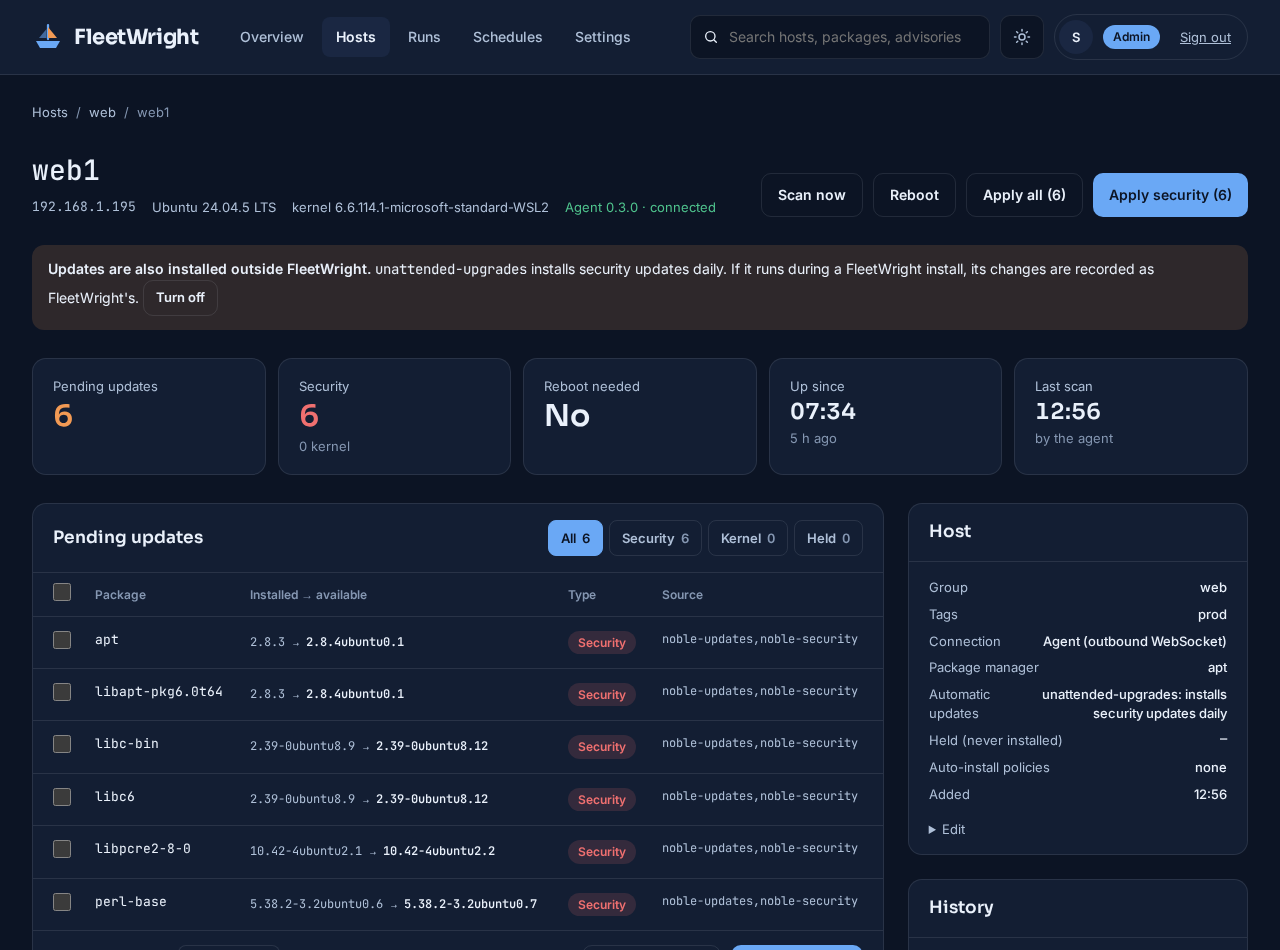 FleetWright
Overview
Hosts
Runs
Schedules
Settings
Search hosts, packages, advisories
S
Admin
Sign out
Hosts / web / web1
web1
192.168.1.195 Ubuntu 24.04.5 LTS kernel 6.6.114.1-microsoft-standard-WSL2 Agent 0.3.0 · connected
Scan now
Reboot
Apply all (6)
Apply security (6)
Updates are also installed outside FleetWright. unattended-upgrades installs security updates daily. If it runs during a FleetWright install, its changes are recorded as
FleetWright's. Turn off
Pending updates
6
Security
6
0 kernel
Reboot needed
No
Up since
07:34
5 h ago
Last scan
12:56
by the agent
Pending updates
All 6
Security 6
Kernel 0
Held 0
Package Installed → available Type Source
apt 2.8.3 → 2.8.4ubuntu0.1 Security noble-updates,noble-security
libapt-pkg6.0t64 2.8.3 → 2.8.4ubuntu0.1 Security noble-updates,noble-security
libc-bin 2.39-0ubuntu8.9 → 2.39-0ubuntu8.12 Security noble-updates,noble-security
libc6 2.39-0ubuntu8.9 → 2.39-0ubuntu8.12 Security noble-updates,noble-security
libpcre2-8-0 10.42-4ubuntu2.1 → 10.42-4ubuntu2.2 Security noble-updates,noble-security
perl-base 5.38.2-3.2ubuntu0.6 → 5.38.2-3.2ubuntu0.7 Security noble-updates,noble-security
Host
Group web
Tags prod
Connection Agent (outbound WebSocket)
Package manager apt
Automatic updates unattended-upgrades: installs security updates daily
Held (never installed) –
Auto-install policies none
Added 12:56
Edit
History